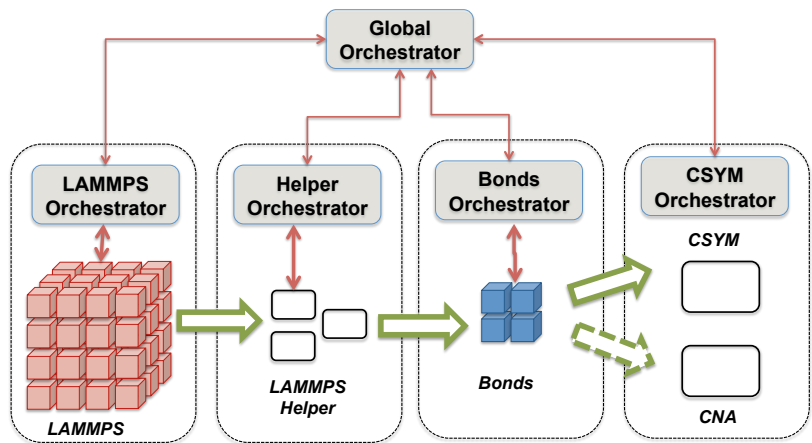 Global
Orchestrator
LAMMPS
Orchestrator
Helper
Orchestrator
Bonds
Orchestrator
CSYM
Orchestrator
CSYM
LAMMPS
Helper
Bonds
LAMMPS
CNA